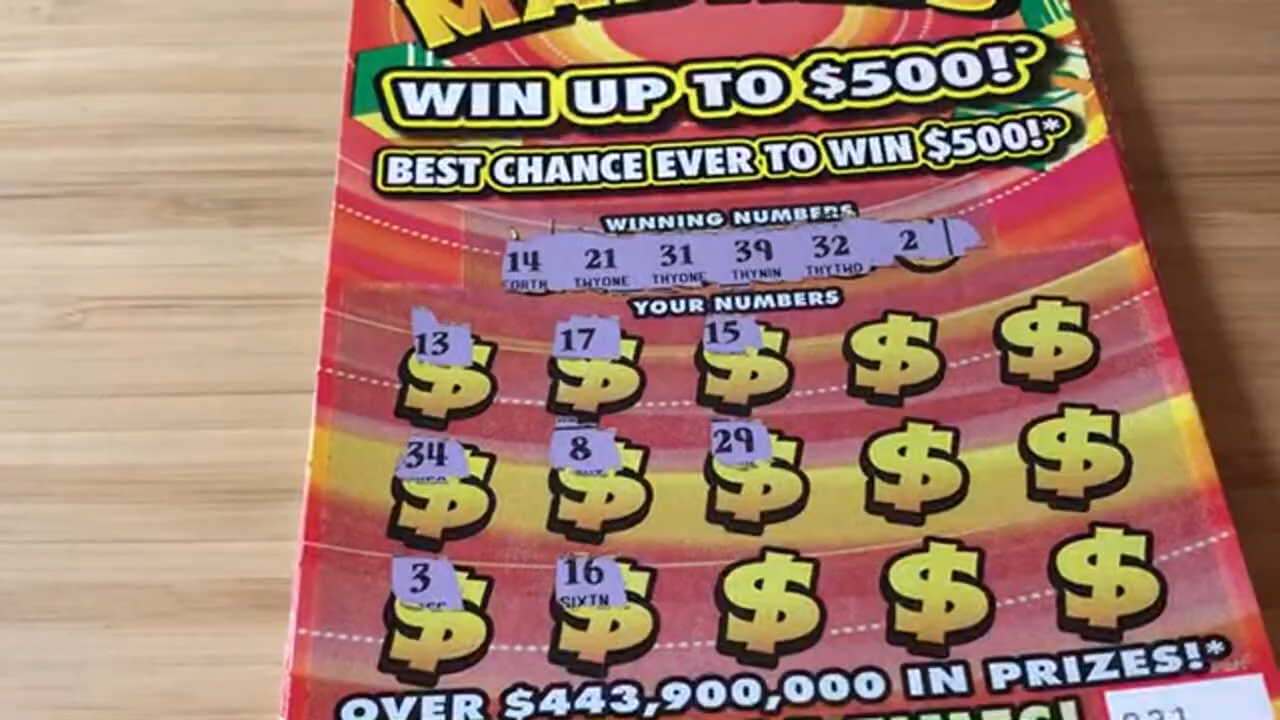 WIN UP TO $500!*
BEST CHANCE EVER TO WIN $500!*
WINNING NUMBERS
14 21 31 39 32 2
THYONE THYONE THYNIN THYTWO
YOUR NUMBERS
13 17 15 $ $
34 8 29 $ $
3 16 $ $ $
SIXTN
OVER $443,900,000 IN PRIZES!*